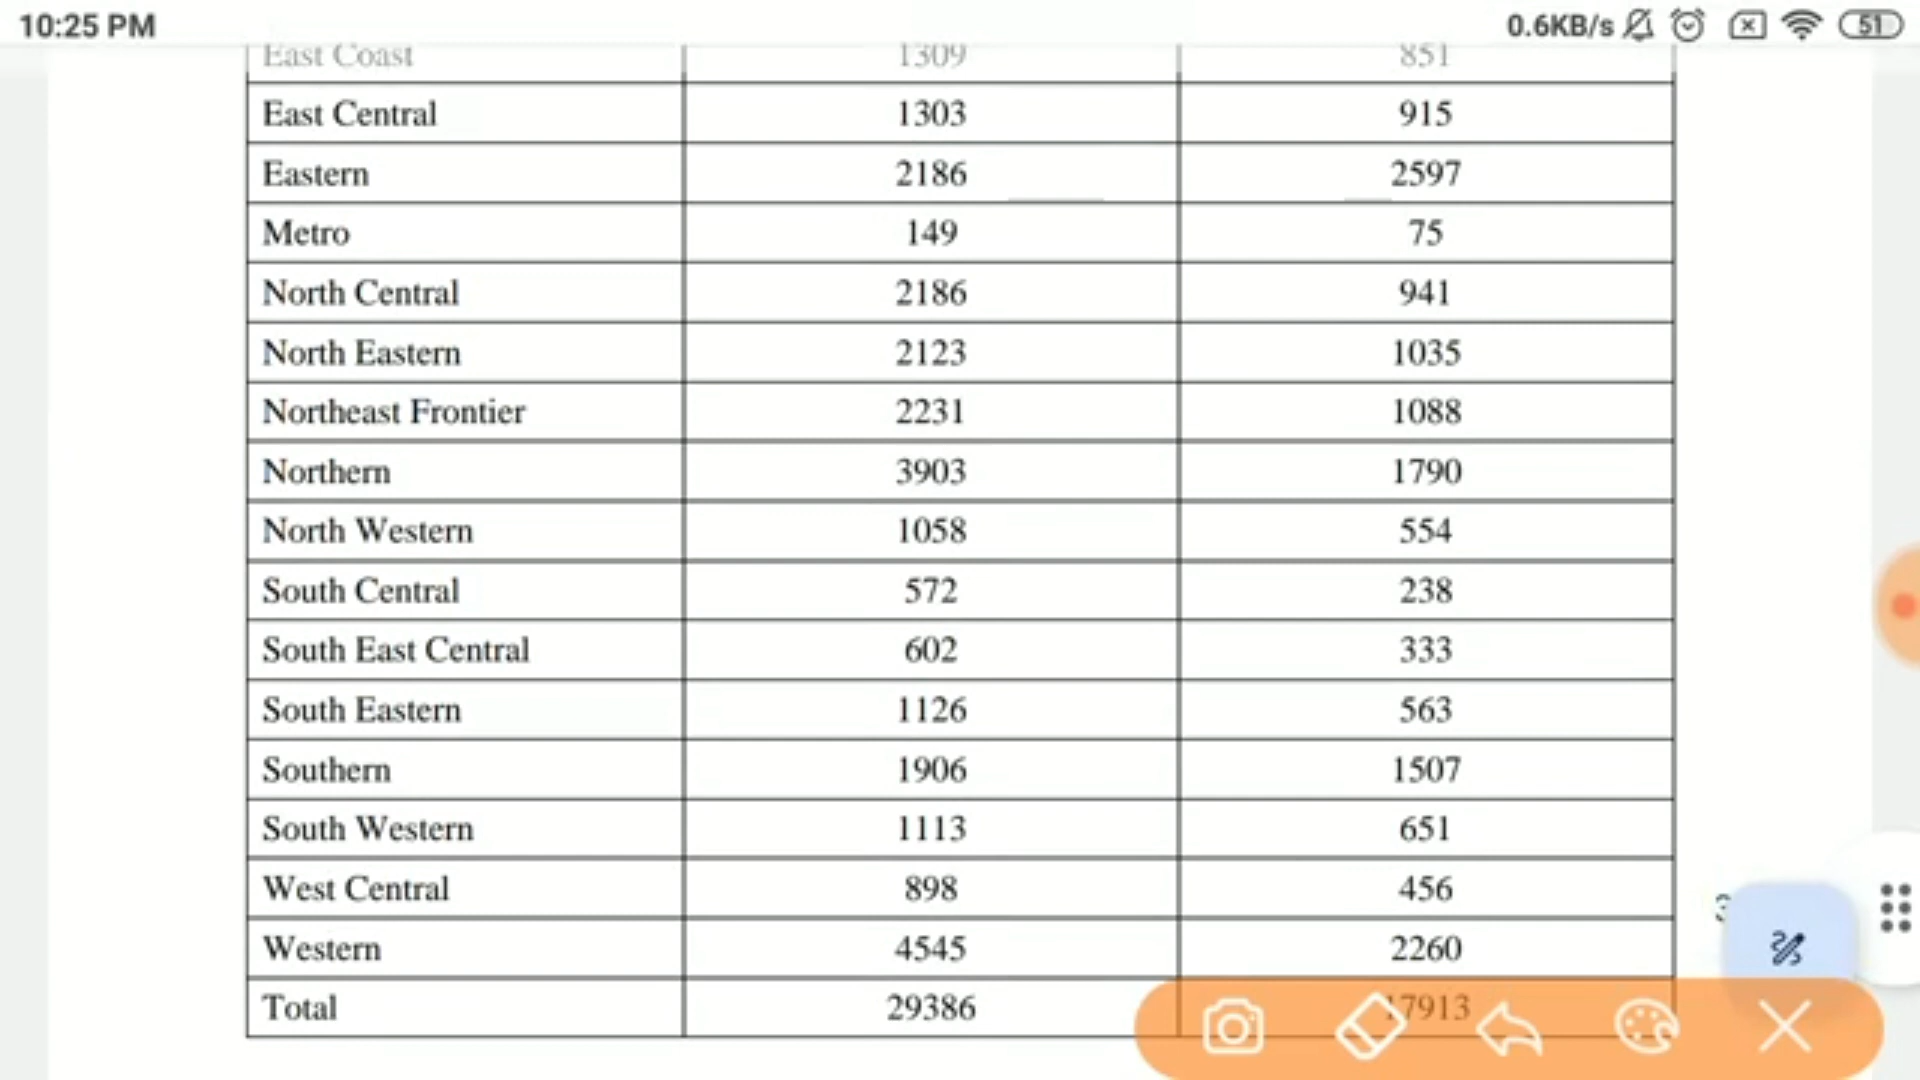 10:25 PM 0.6KB/s 51
East Coast 1309 851
East Central 1303 915
Eastern 2186 2597
Metro 149 75
North Central 2186 941
North Eastern 2123 1035
Northeast Frontier 2231 1088
Northern 3903 1790
North Western 1058 554
South Central 572 238
South East Central 602 333
South Eastern 1126 563
Southern 1906 1507
South Western 1113 651
West Central 898 456
Western 4545 2260
Total 29386 17913